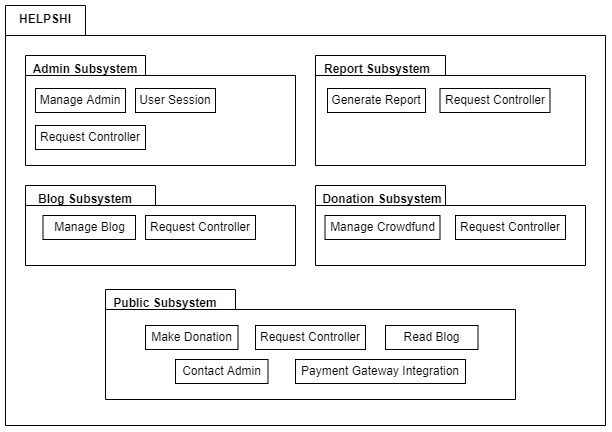 HELPSHI
Admin Subsystem
Manage Admin
User Session
Request Controller
Report Subsystem
Generate Report
Request Controller
Blog Subsystem
Manage Blog
Request Controller
Donation Subsystem
Manage Crowdfund
Request Controller
Public Subsystem
Make Donation
Request Controller
Read Blog
Contact Admin
Payment Gateway Integration